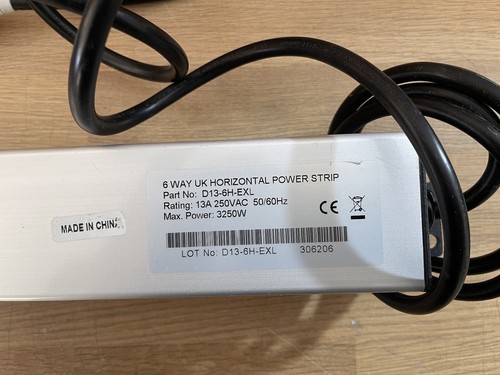 6 WAY UK HORIZONTAL POWER STRIP
Part No: D13-6H-EXL
Rating: 13A 250VAC 50/60Hz
Max. Power: 3250W
CE
MADE IN CHINA
LOT No: D13-6H-EXL 306206